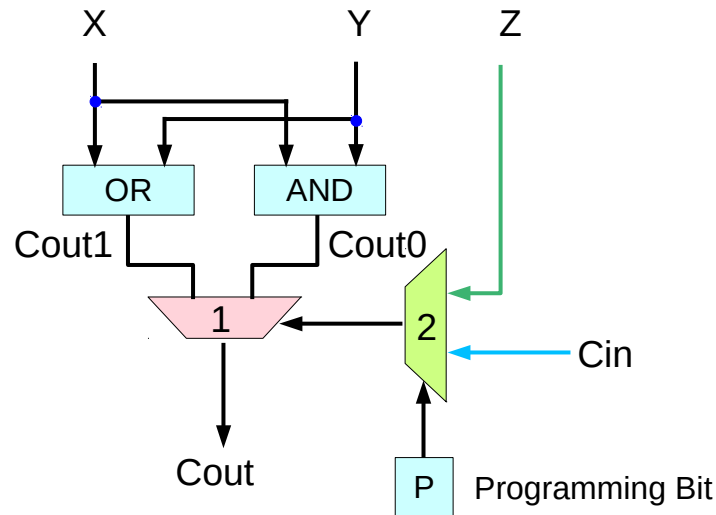 X
Y
Z
OR
AND
Cout1
Cout0
1
2
Cin
Cout
P
Programming Bit